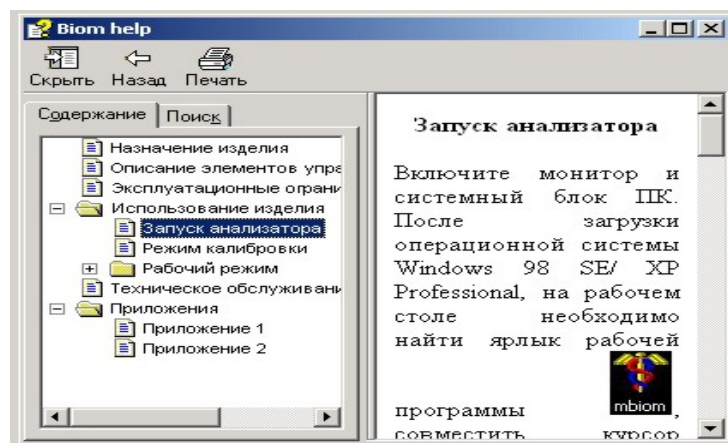 Biom help
Скрыть Назад Печать
Содержание Поиск
Назначение изделия
Описание элементов упра
Эксплуатационные ограни
Использование изделия
Запуск анализатора
Режим калибровки
Рабочий режим
Техническое обслуживани
Приложения
Приложение 1
Приложение 2
Запуск анализатора
Включите монитор и
системный блок ПК.
После загрузки
операционной системы
Windows 98 SE/ XP
Professional, на рабочем
столе необходимо
найти ярлык рабочей
mbiom
программы ,
совместить курсор